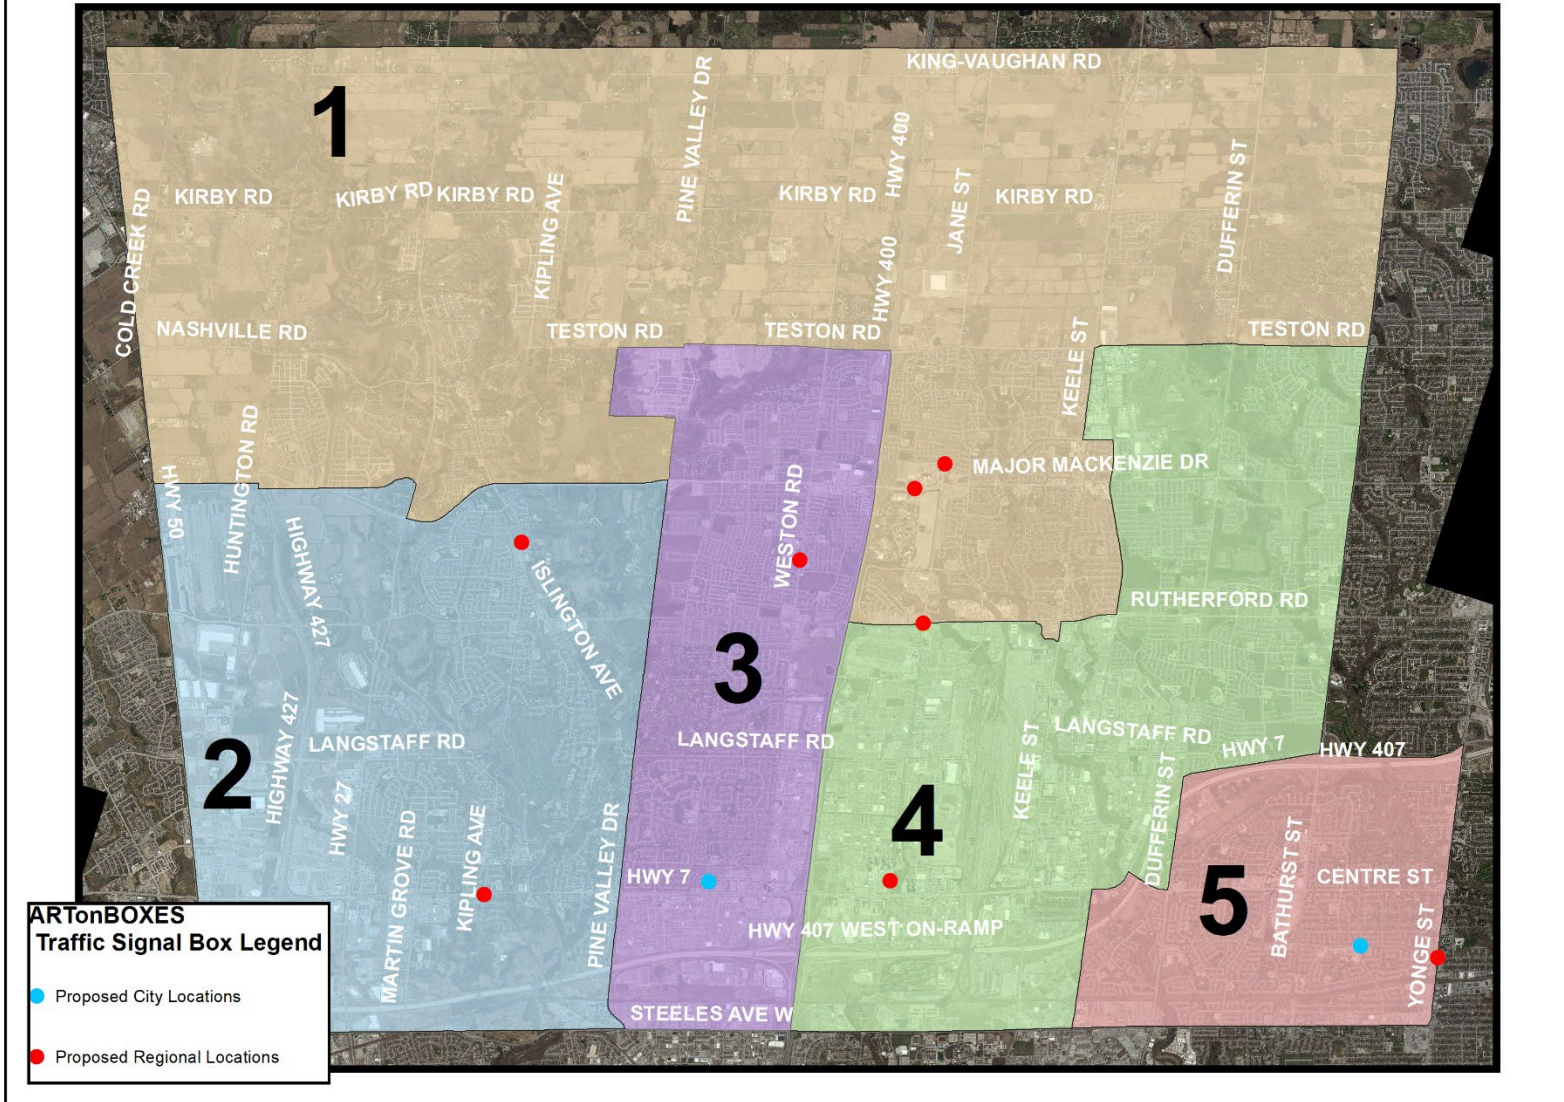 KING-VAUGHAN RD
1
PINE VALLEY DR
HWY 400
KIRBY RD
KIRBY RD
KIRBY RD
KIPLING AVE
KIRBY RD
JANE ST
KIRBY RD
DUFFERIN ST
COLD CREEK RD
HWY 400
NASHVILLE RD
TESTON RD
TESTON RD
KEELE ST
TESTON RD
HWY 50
HUNTINGTON RD
HIGHWAY 427
ISLINGTON AVE
WESTON RD
MAJOR MACKENZIE DR
RUTHERFORD RD
3
2
HIGHWAY 427
LANGSTAFF RD
LANGSTAFF RD
KEELE ST
LANGSTAFF RD
HWY 7
HWY 407
HWY 27
MARTIN GROVE RD
KIPLING AVE
PINE VALLEY DR
HWY 7
4
DUFFERIN ST
5
BATHURST ST
CENTRE ST
HWY 407 WEST ON-RAMP
YONGE ST
STEELES AVE W
ARTonBOXES
Traffic Signal Box Legend
Proposed City Locations
Proposed Regional Locations